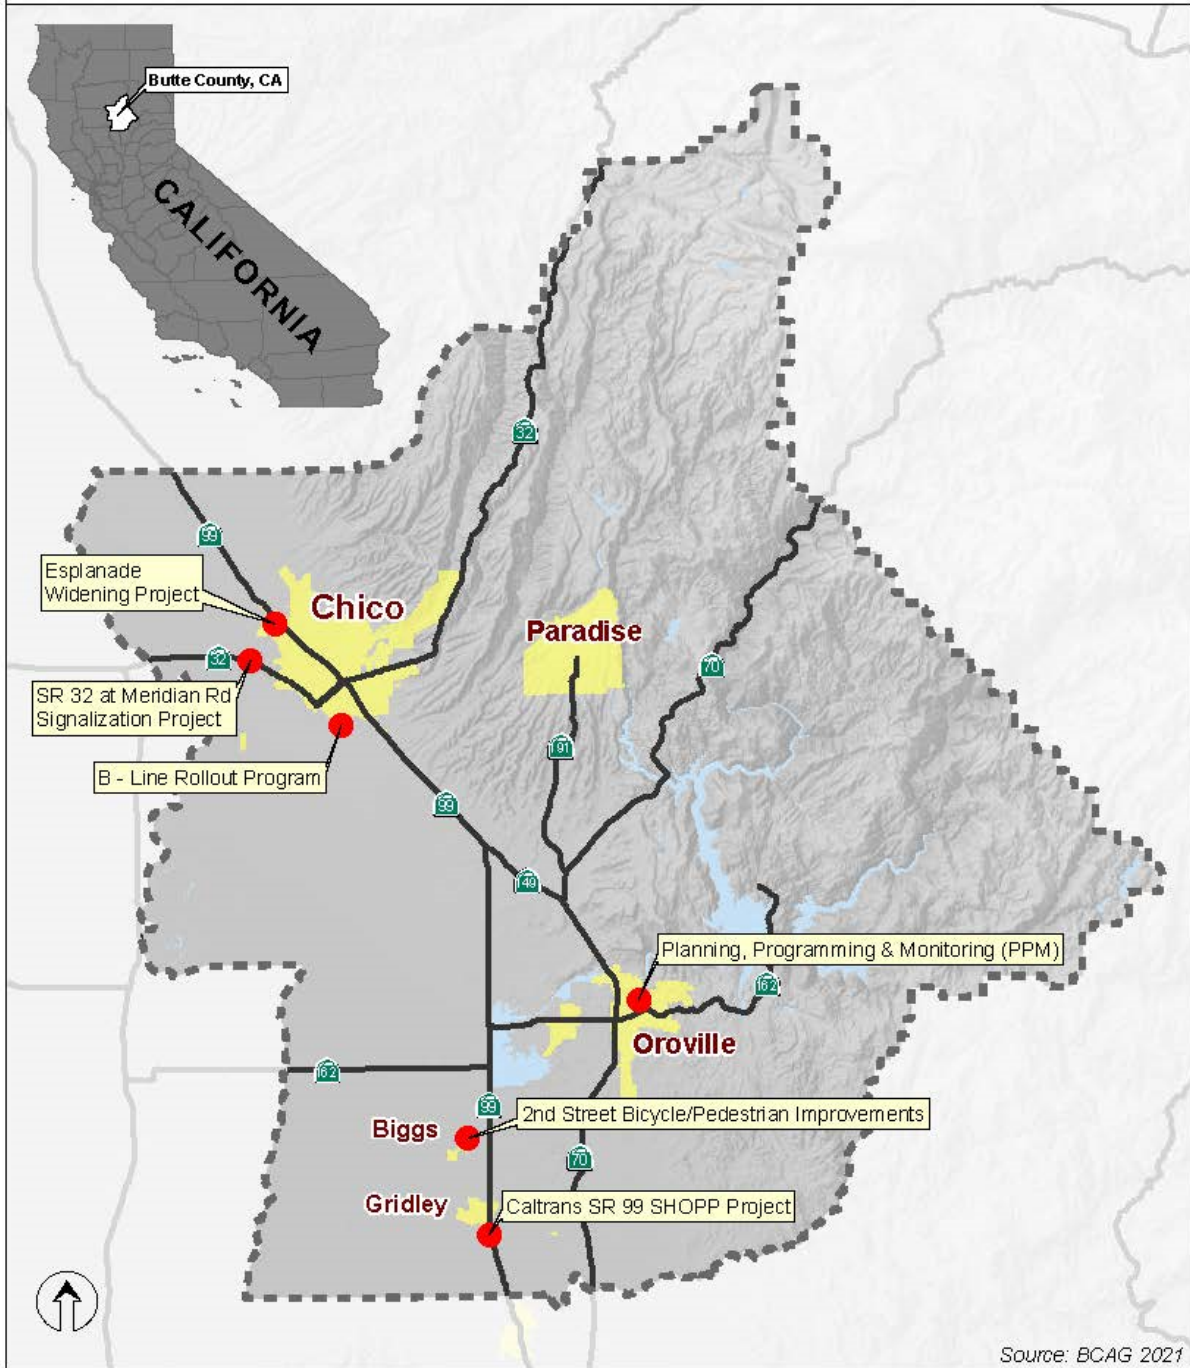 Butte County, CA
CALIFORNIA
32
99
Esplanade
Widening Project
Chico
Paradise
32
70
SR 32 at Meridian Rd
Signalization Project
191
B - Line Rollout Program
99
149
Planning, Programming & Monitoring (PPM)
162
Oroville
162
99
2nd Street Bicycle/Pedestrian Improvements
Biggs
70
Gridley
Caltrans SR 99 SHOPP Project
Source: BCAG 2021